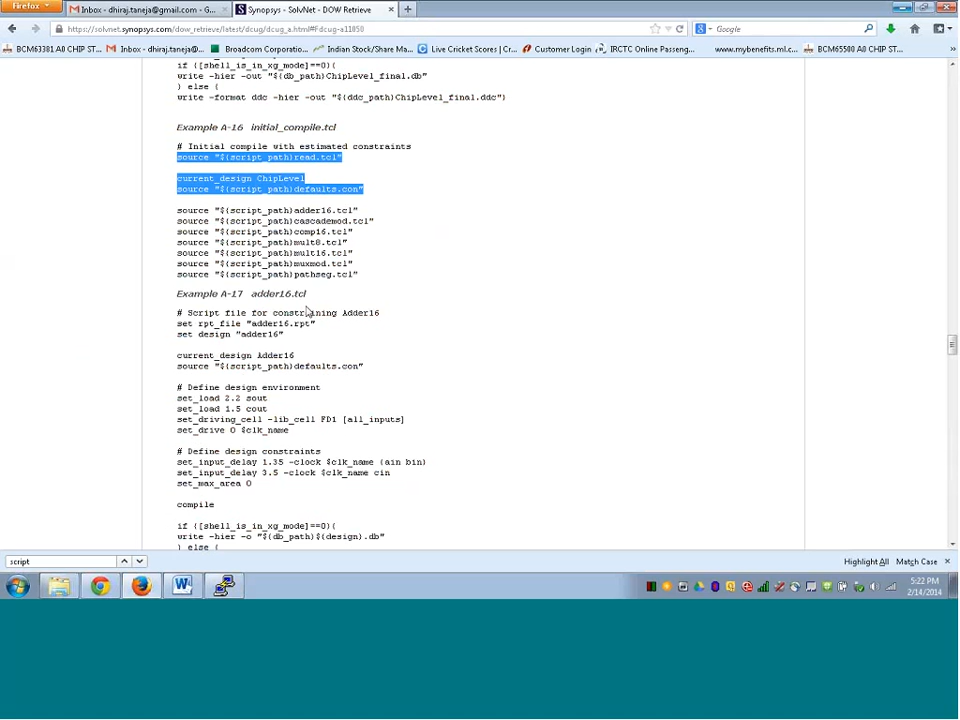 Firefox
Inbox - dhiraj.taneja@gmail.com - G...
Synopsys - SolvNet - DOW Retrieve
https://solvnet.synopsys.com/dow_retrieve/latest/dcug/dcug_a.html#Fdcug-a11850
Google
BCM63381 A0 CHIP ST...
Inbox - dhiraj.taneja@...
Broadcom Corporatio...
Indian Stock/Share Ma...
Live Cricket Scores | Cr...
Customer Login
IRCTC Online Passeng...
www.mybenefits.ml.c...
BCM65500 A0 CHIP ST...
if {[shell_is_in_xg_mode]==0}{
write -hier -out "${db_path}ChipLevel_final.db"
} else {
write -format ddc -hier -out "${ddc_path}ChipLevel_final.ddc"}
Example A-16 initial_compile.tcl
# Initial compile with estimated constraints
source "${script_path}read.tcl"
current_design ChipLevel
source "${script_path}defaults.con"
source "${script_path}adder16.tcl"
source "${script_path}cascademod.tcl"
source "${script_path}comp16.tcl"
source "${script_path}mult8.tcl"
source "${script_path}mult16.tcl"
source "${script_path}muxmod.tcl"
source "${script_path}pathseg.tcl"
Example A-17 adder16.tcl
# Script file for constraining Adder16
set rpt_file "adder16.rpt"
set design "adder16"
current_design Adder16
source "${script_path}defaults.con"
# Define design environment
set_load 2.2 sout
set_load 1.5 cout
set_driving_cell -lib_cell FD1 [all_inputs]
set_drive 0 $clk_name
# Define design constraints
set_input_delay 1.35 -clock $clk_name {ain bin}
set_input_delay 3.5 -clock $clk_name cin
set_max_area 0
compile
if {[shell_is_in_xg_mode]==0}{
write -hier -o "${db_path}${design}.db"
} else {
script
Highlight All
Match Case
5:22 PM
2/14/2014